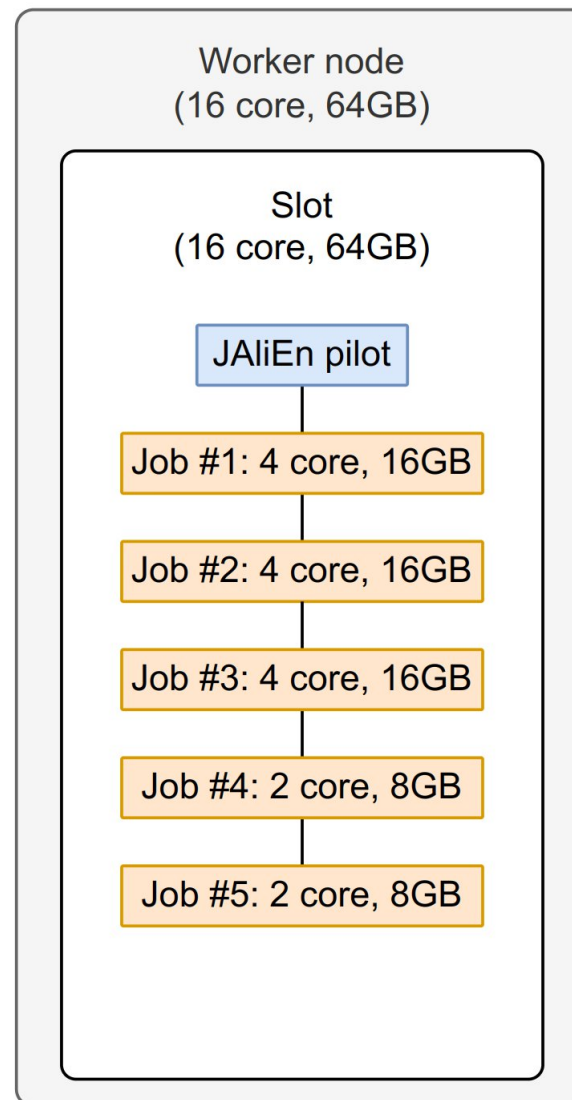 Worker node
(16 core, 64GB)
Slot
(16 core, 64GB)
JAliEn pilot
Job #1: 4 core, 16GB
Job #2: 4 core, 16GB
Job #3: 4 core, 16GB
Job #4: 2 core, 8GB
Job #5: 2 core, 8GB